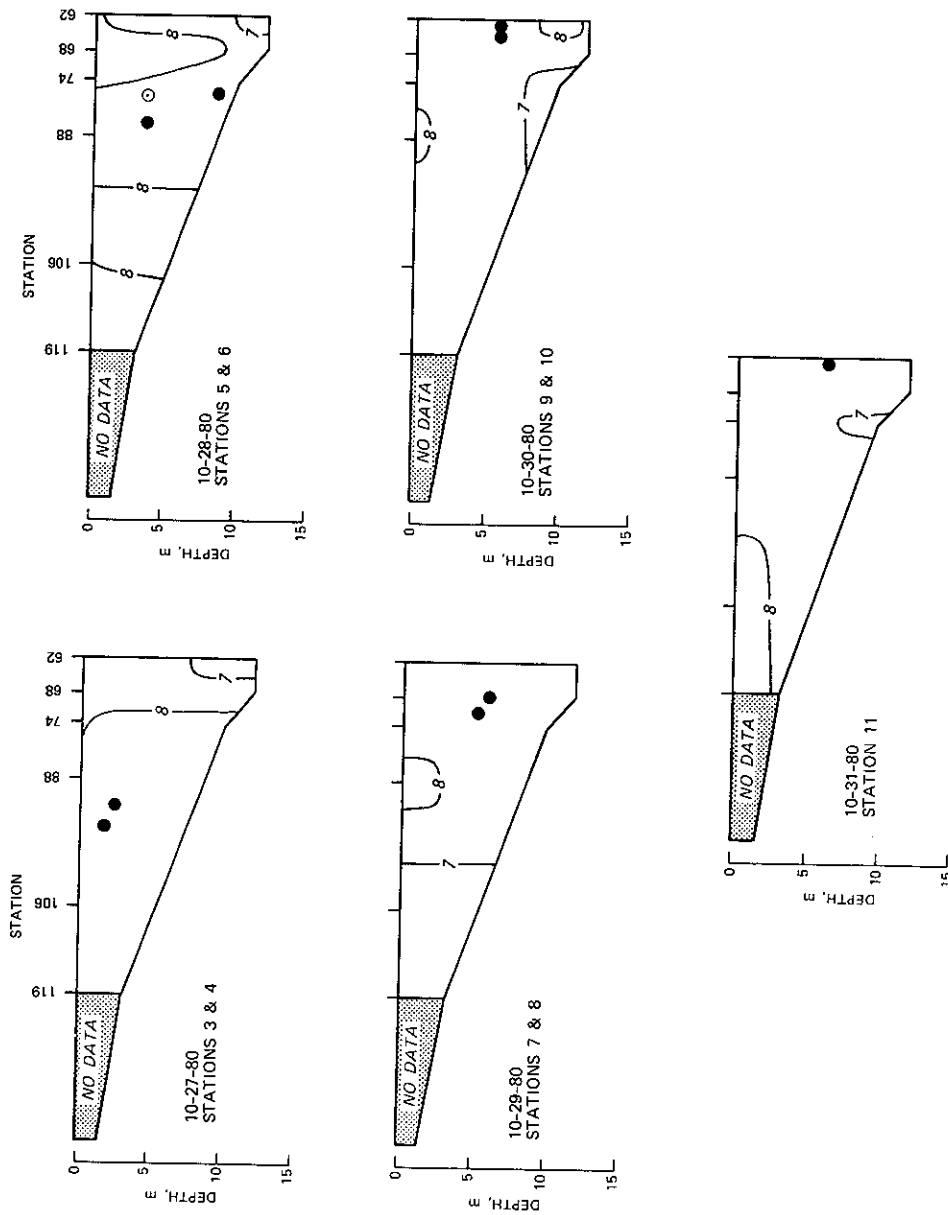 STATION
119
106
88
74
68
62
NO DATA
8
7
0
5
10
15
DEPTH, m
10-27-80
STATIONS 3 & 4
STATION
119
106
88
74
68
62
NO DATA
8
8
8
7
0
5
10
15
DEPTH, m
10-28-80
STATIONS 5 & 6
NO DATA
7
8
0
5
10
15
DEPTH, m
10-29-80
STATIONS 7 & 8
NO DATA
8
7
8
0
5
10
15
DEPTH, m
10-30-80
STATIONS 9 & 10
NO DATA
8
7
0
5
10
15
DEPTH, m
10-31-80
STATION 11